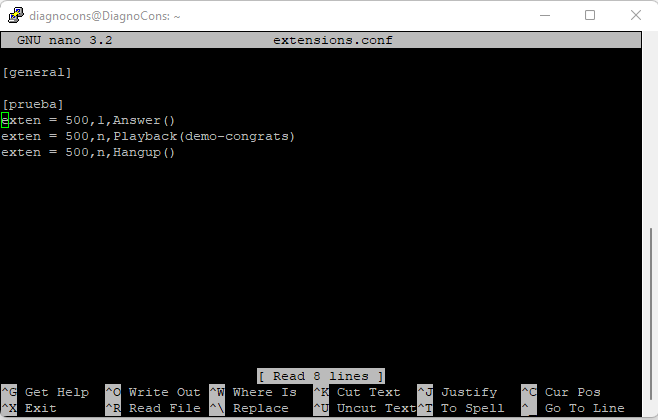 diagnocons@DiagnoCons: ~
GNU nano 3.2 extensions.conf
[general]
[prueba]
exten = 500,1,Answer()
exten = 500,n,Playback(demo-congrats)
exten = 500,n,Hangup()
[ Read 8 lines ]
^G Get Help ^O Write Out ^W Where Is ^K Cut Text ^J Justify ^C Cur Pos
^X Exit ^R Read File ^\ Replace ^U Uncut Text ^T To Spell ^_ Go To Line